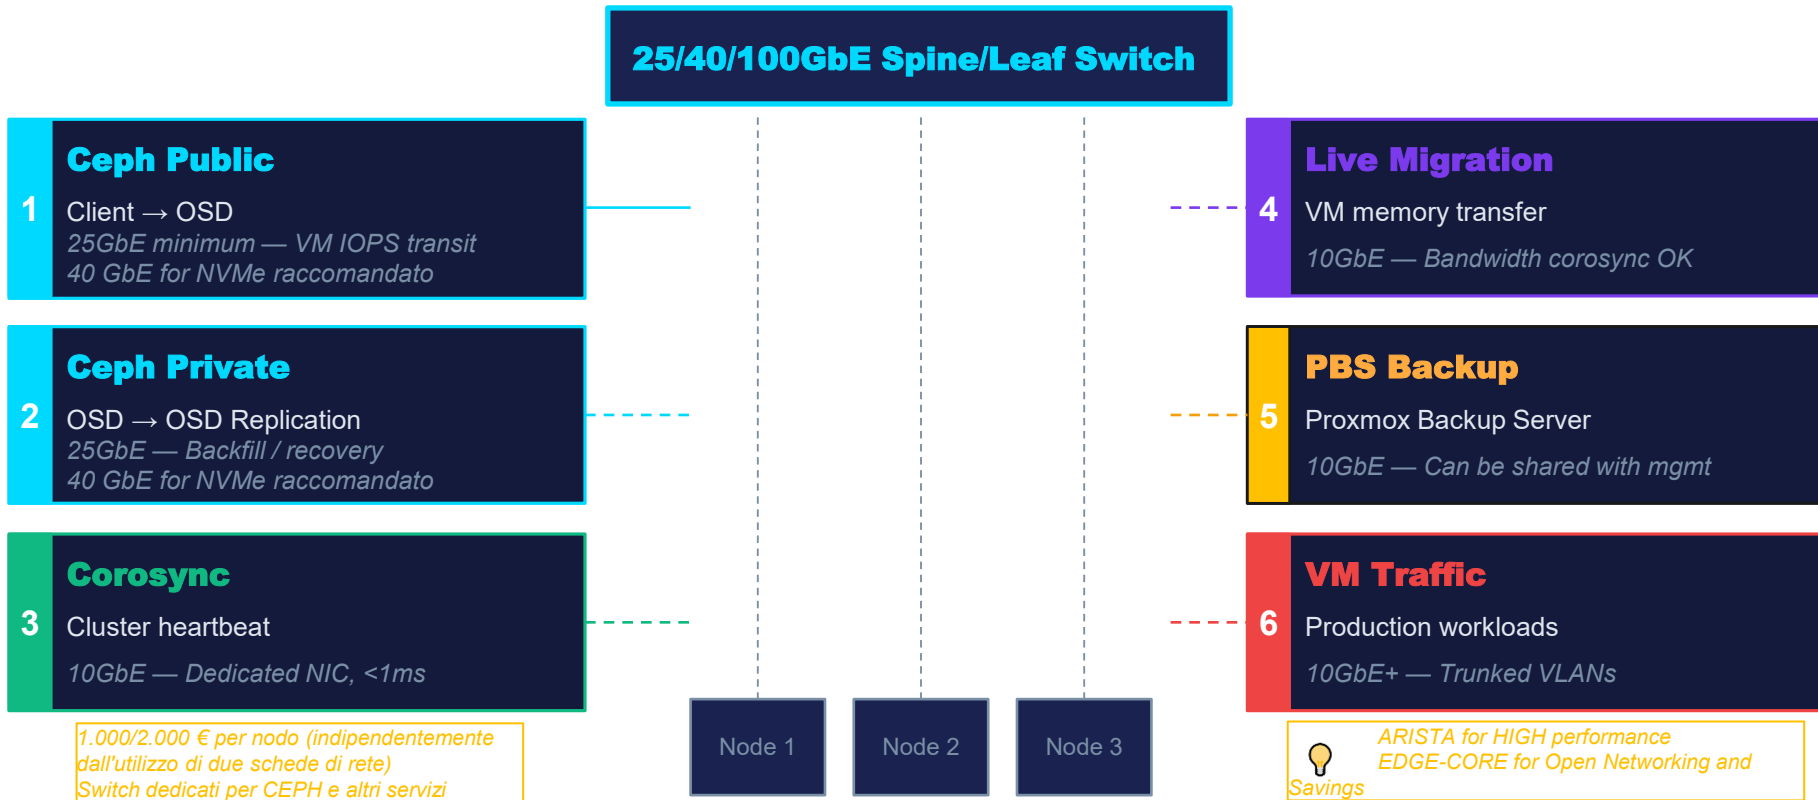 25/40/100GbE Spine/Leaf Switch
1
Ceph Public
Client → OSD
25GbE minimum — VM IOPS transit
40 GbE for NVMe raccomandato
2
Ceph Private
OSD → OSD Replication
25GbE — Backfill / recovery
40 GbE for NVMe raccomandato
3
Corosync
Cluster heartbeat
10GbE — Dedicated NIC, <1ms
1.000/2.000 € per nodo (indipendentemente
dall'utilizzo di due schede di rete)
Switch dedicati per CEPH e altri servizi
Node 1
Node 2
Node 3
4
Live Migration
VM memory transfer
10GbE — Bandwidth corosync OK
5
PBS Backup
Proxmox Backup Server
10GbE — Can be shared with mgmt
6
VM Traffic
Production workloads
10GbE+ — Trunked VLANs
ARISTA for HIGH performance
EDGE-CORE for Open Networking and
Savings